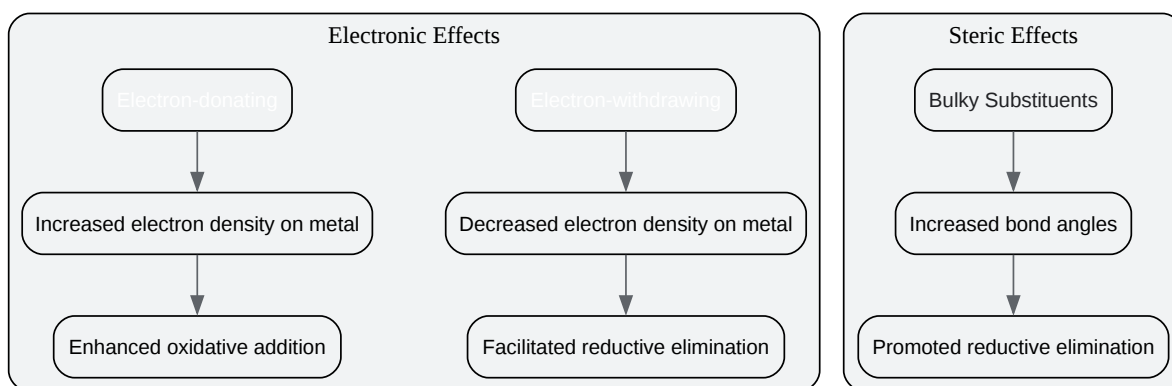 Electronic Effects
Steric Effects
Electron-donating
Electron-withdrawing
Bulky Substituents
Increased electron density on metal
Decreased electron density on metal
Increased bond angles
Enhanced oxidative addition
Facilitated reductive elimination
Promoted reductive elimination